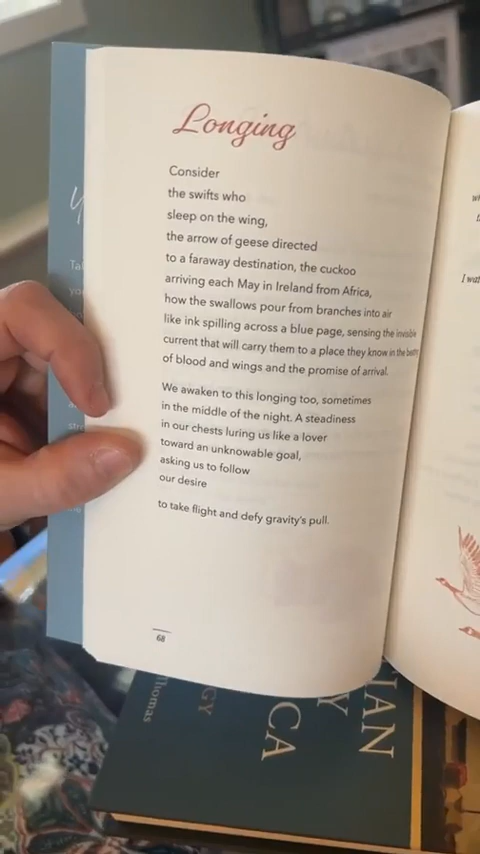 Longing
Consider
the swifts who
sleep on the wing,
the arrow of geese directed
to a faraway destination, the cuckoo
arriving each May in Ireland from Africa,
how the swallows pour from branches into air
like ink spilling across a blue page, sensing the invisible
current that will carry them to a place they know in the beats
of blood and wings and the promise of arrival.
We awaken to this longing too, sometimes
in the middle of the night. A steadiness
in our chests luring us like a lover
toward an unknowable goal,
asking us to follow
our desire
to take flight and defy gravity's pull.
68
Thomas
GY
CA
Y
IAN